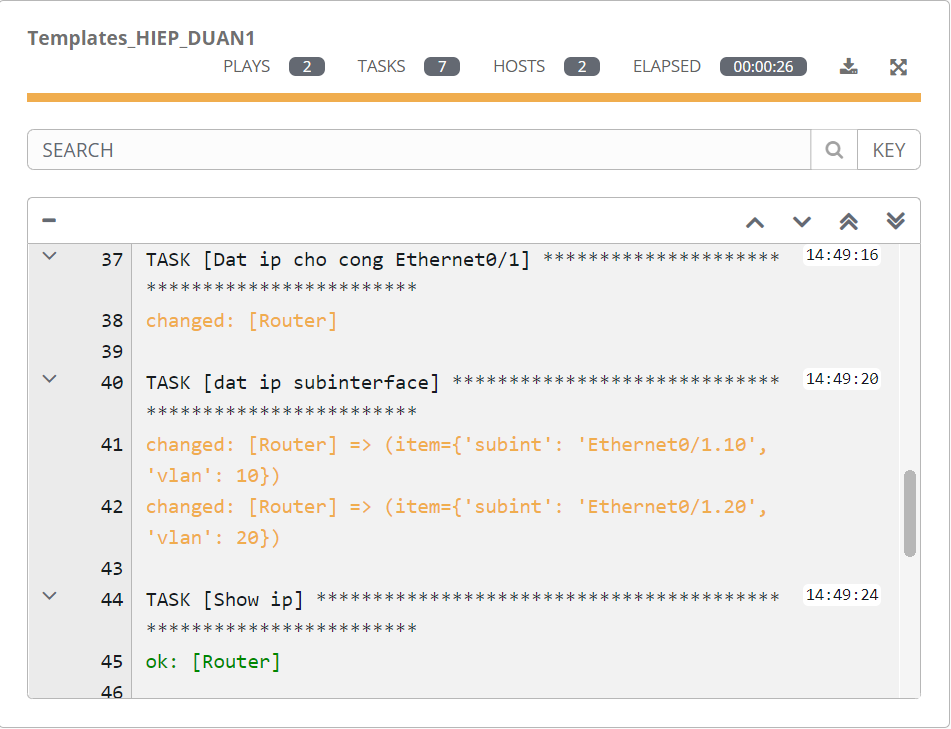 Templates_HIEP_DUAN1
PLAYS 2 TASKS 7 HOSTS 2 ELAPSED 00:00:26
SEARCH KEY
37 TASK [Dat ip cho cong Ethernet0/1] ********************* 14:49:16
************************
38 changed: [Router]
39
40 TASK [dat ip subinterface] ***************************** 14:49:20
************************
41 changed: [Router] => (item={'subint': 'Ethernet0/1.10',
'vlan': 10})
42 changed: [Router] => (item={'subint': 'Ethernet0/1.20',
'vlan': 20})
43
44 TASK [Show ip] ***************************************** 14:49:24
************************
45 ok: [Router]
46